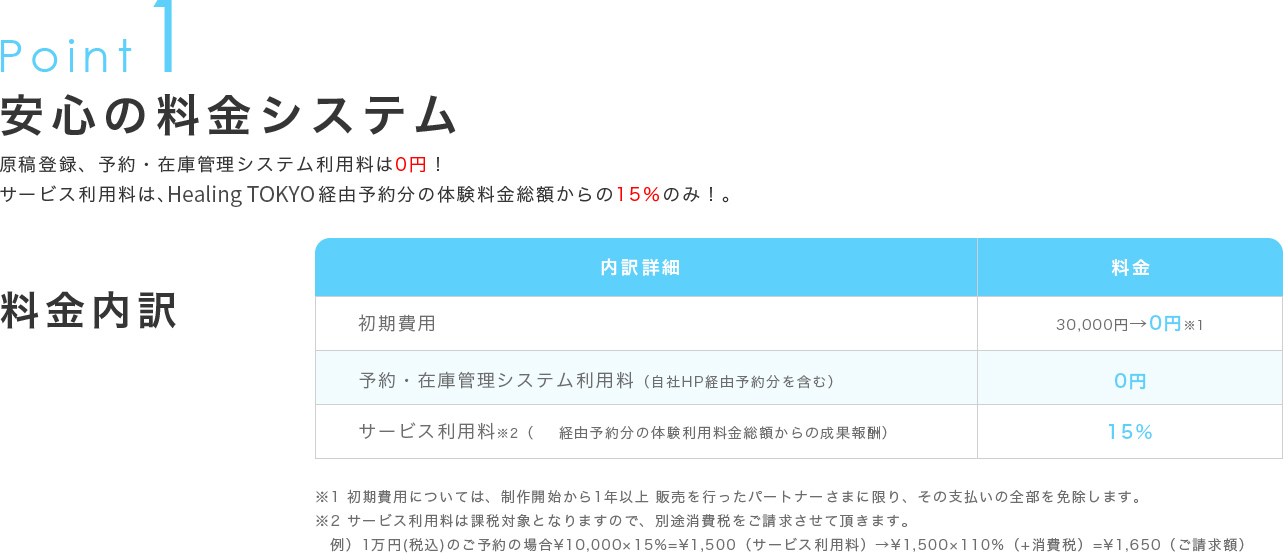 Point 1
安心の料金システム
原稿登録、予約・在庫管理システム利用料は0円！
サービス利用料は、Healing TOKYO経由予約分の体験料金総額からの15%のみ！。
料金内訳
内訳詳細 料金
初期費用 30,000円→0円※1
予約・在庫管理システム利用料（自社HP経由予約分を含む） 0円
サービス利用料※2（ 経由予約分の体験利用料金総額からの成果報酬） 15%
※1 初期費用については、制作開始から1年以上 販売を行ったパートナーさまに限り、その支払いの全部を免除します。
※2 サービス利用料は課税対象となりますので、別途消費税をご請求させて頂きます。
例）1万円(税込)のご予約の場合¥10,000×15%=¥1,500（サービス利用料）→¥1,500×110%（+消費税）=¥1,650（ご請求額）